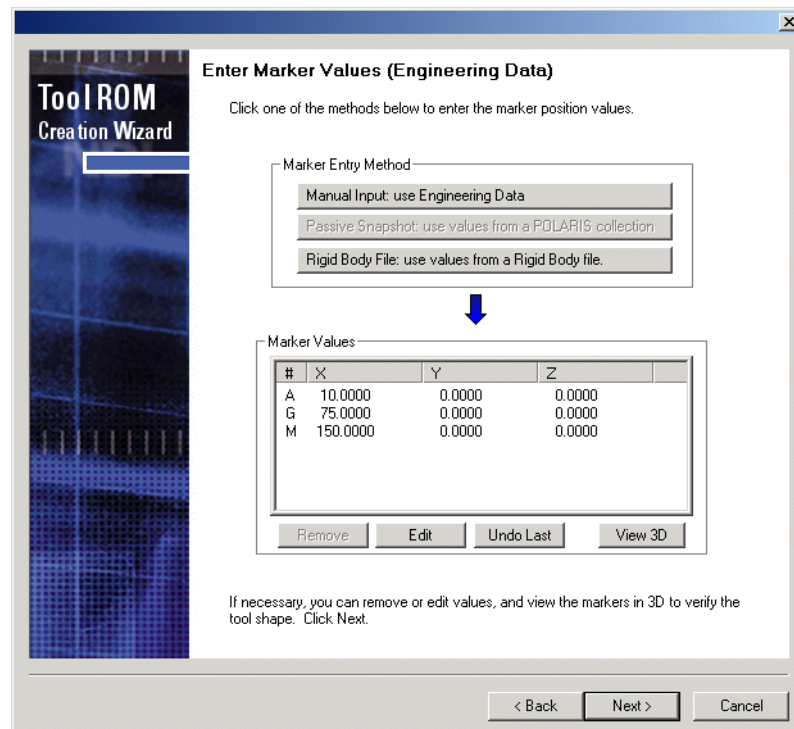 Tool ROM
Creation Wizard
Enter Marker Values (Engineering Data)
Click one of the methods below to enter the marker position values.
Marker Entry Method
Manual Input: use Engineering Data
Passive Snapshot: use values from a POLARIS collection
Rigid Body File: use values from a Rigid Body file.
Marker Values
# X Y Z
A 10.0000 0.0000 0.0000
G 75.0000 0.0000 0.0000
M 150.0000 0.0000 0.0000
Remove Edit Undo Last View 3D
If necessary, you can remove or edit values, and view the markers in 3D to verify the
tool shape. Click Next.
< Back Next > Cancel